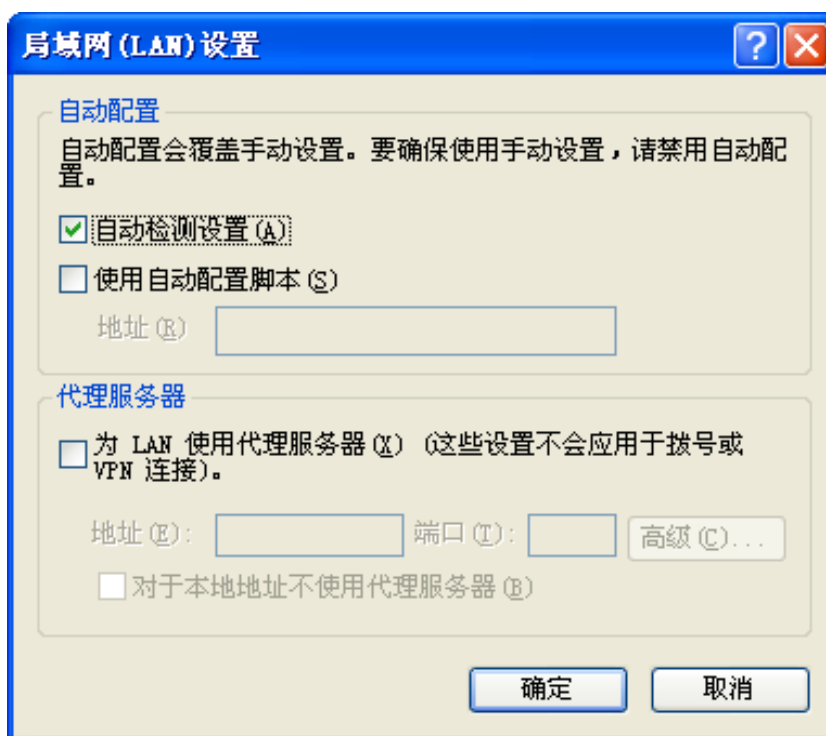 局域网(LAN)设置
自动配置
自动配置会覆盖手动设置。要确保使用手动设置，请禁用自动配
置。
自动检测设置(A)
使用自动配置脚本(S)
地址(R)
代理服务器
为 LAN 使用代理服务器(X) (这些设置不会应用于拨号或
VPN 连接)。
地址(E): 端口(T): 高级(C)...
对于本地地址不使用代理服务器(B)
确定 取消